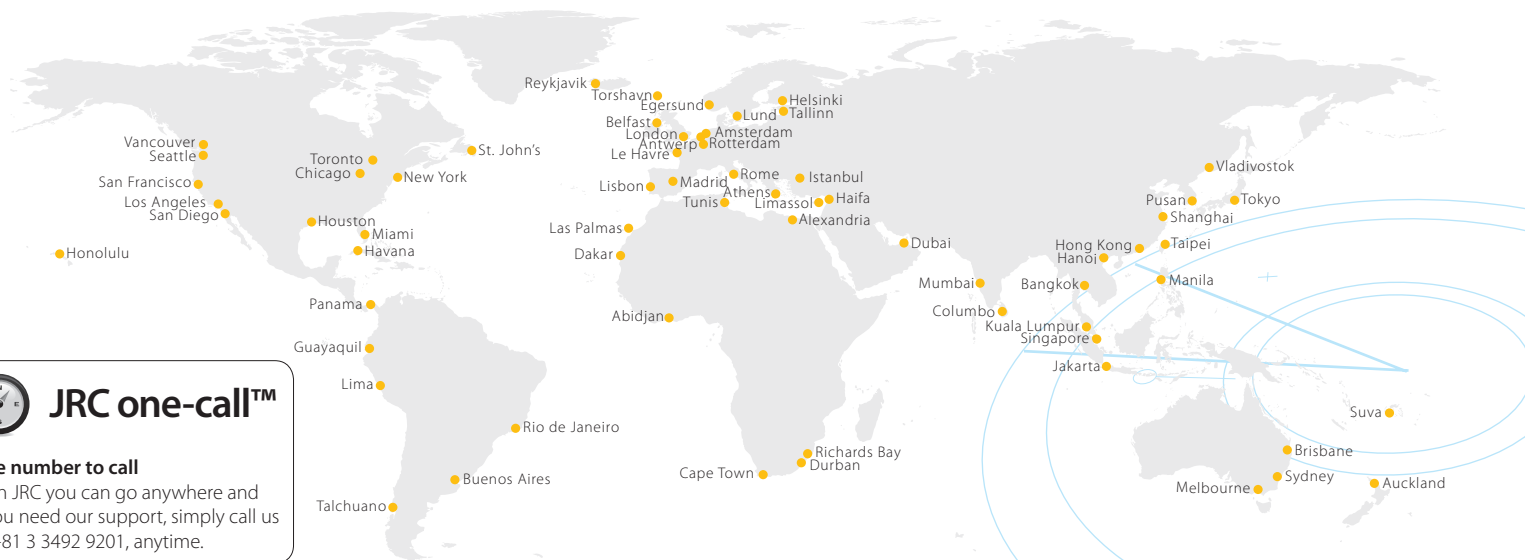 Reykjavik
Torshavn
Egersund
Helsinki
Tallinn
Lund
Belfast
London
Amsterdam
Antwerp
Rotterdam
Le Havre
Vancouver
Seattle
Toronto
Chicago
St. John's
New York
San Francisco
Los Angeles
San Diego
Lisbon
Madrid
Rome
Istanbul
Athens
Tunis
Limassol
Haifa
Alexandria
Vladivostok
Pusan
Tokyo
Shanghai
Houston
Miami
Havana
Honolulu
Las Palmas
Dakar
Dubai
Hong Kong
Taipei
Hanoi
Mumbai
Bangkok
Manila
Columbo
Panama
Abidjan
Kuala Lumpur
Singapore
Guayaquil
Jakarta
Lima
Suva
Rio de Janeiro
Buenos Aires
Talchuano
Cape Town
Richards Bay
Durban
Brisbane
Sydney
Melbourne
Auckland
JRC one-call™
number to call
JRC you can go anywhere and
need our support, simply call us
81 3 3492 9201, anytime.